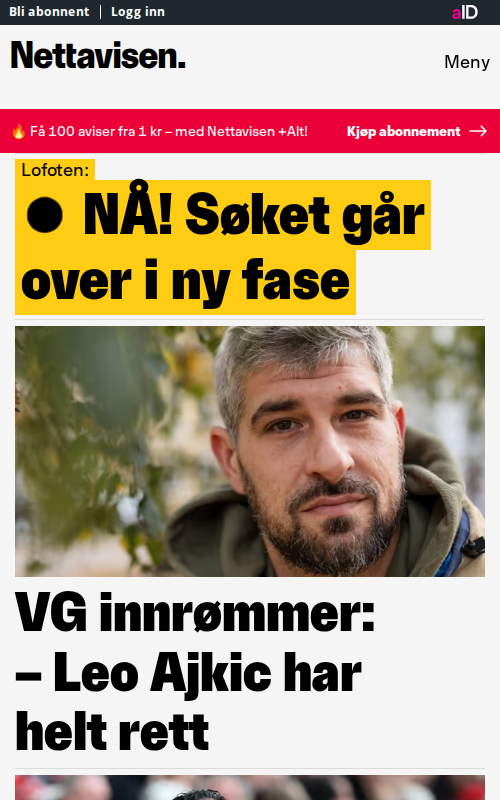 Bli abonnent | Logg inn
aID
Nettavisen.
Meny
🔥 Få 100 aviser fra 1 kr – med Nettavisen +Alt!
Kjøp abonnement →
Lofoten:
● NÅ! Søket går
over i ny fase
VG innrømmer:
– Leo Ajkic har
helt rett